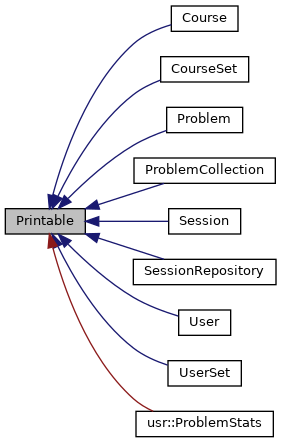 Course
CourseSet
Problem
ProblemCollection
Printable
Session
SessionRepository
User
UserSet
usr::ProblemStats